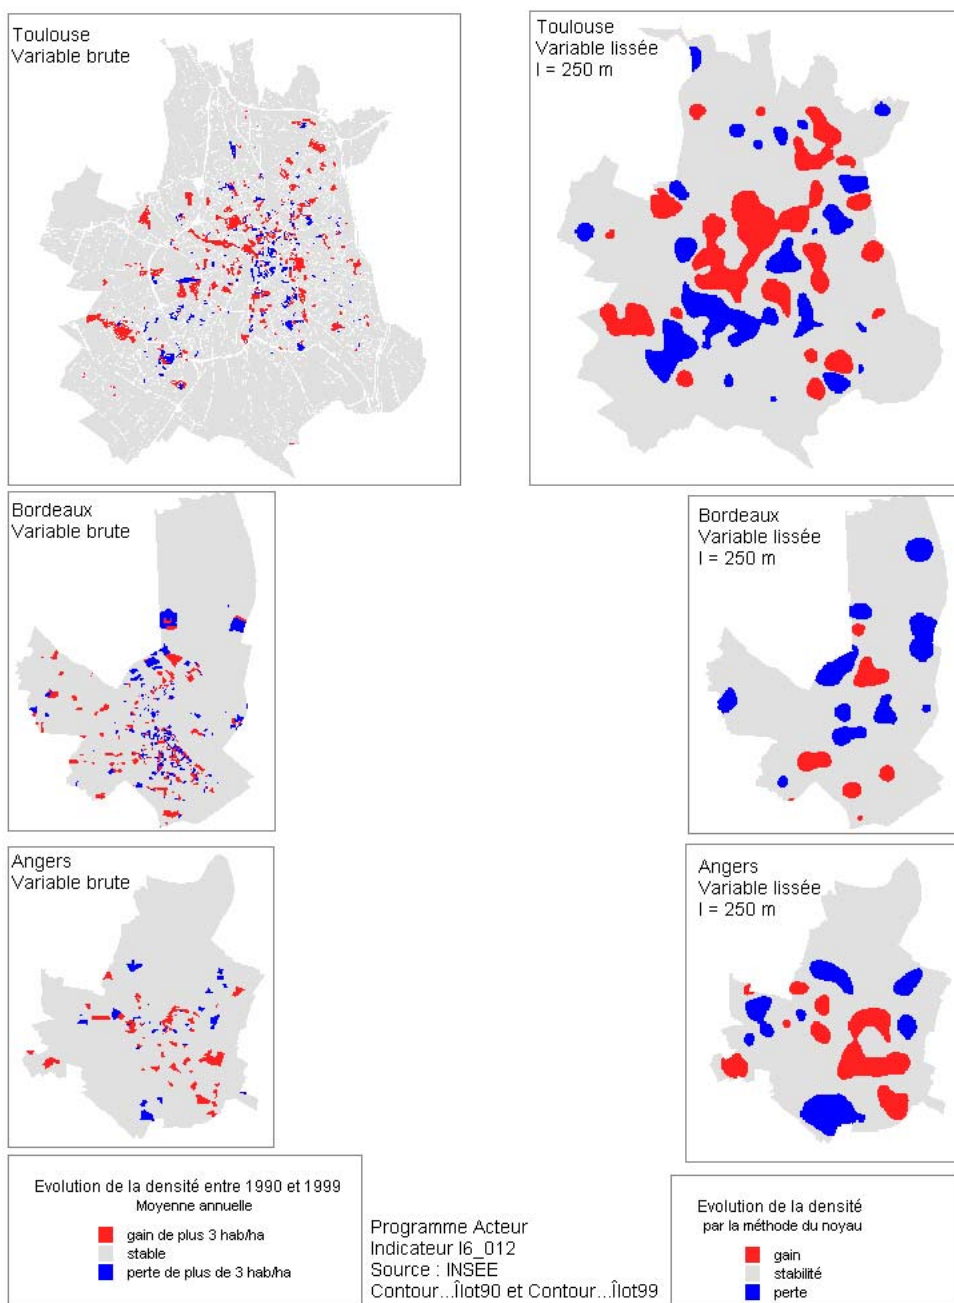 Toulouse
Variable brute
Toulouse
Variable lissée
l = 250 m
Bordeaux
Variable brute
Bordeaux
Variable lissée
l = 250 m
Angers
Variable brute
Angers
Variable lissée
l = 250 m
Evolution de la densité entre 1990 et 1999
Moyenne annuelle
gain de plus 3 hab/ha
stable
perte de plus de 3 hab/ha
Programme Acteur
Indicateur I6_012
Source : INSEE
Contour...Îlot90 et Contour...Îlot99
Evolution de la densité
par la méthode du noyau
gain
stabilité
perte